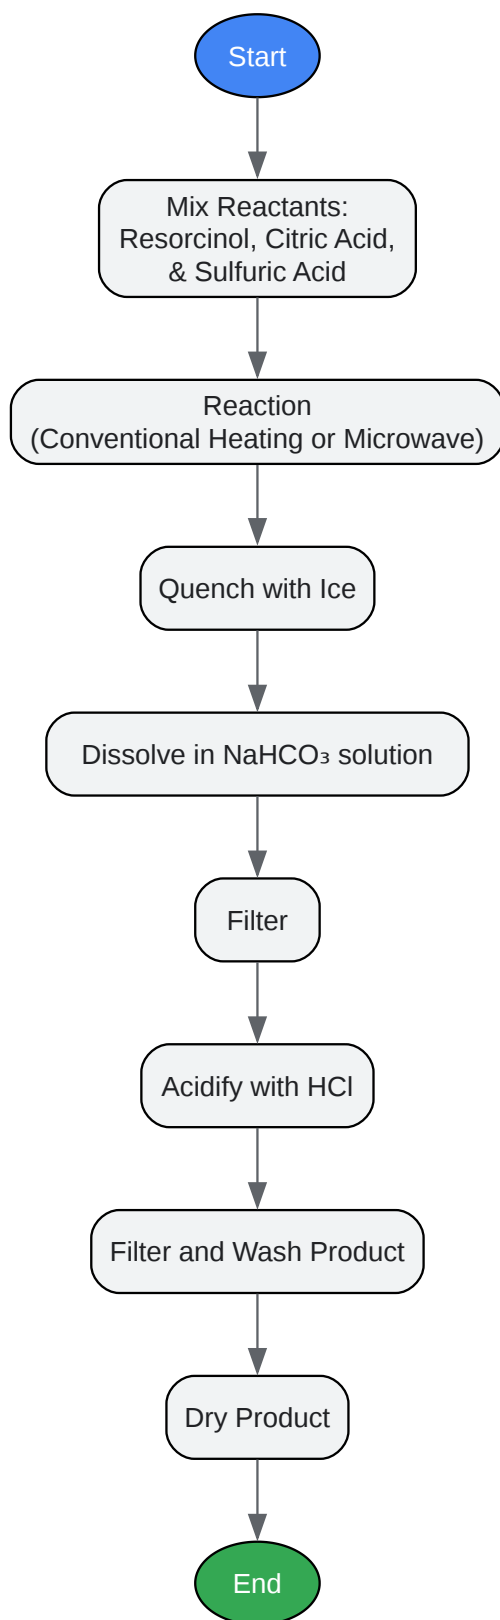 Start
Mix Reactants:
Resorcinol, Citric Acid,
& Sulfuric Acid
Reaction
(Conventional Heating or Microwave)
Quench with Ice
Dissolve in NaHCO₃ solution
Filter
Acidify with HCl
Filter and Wash Product
Dry Product
End